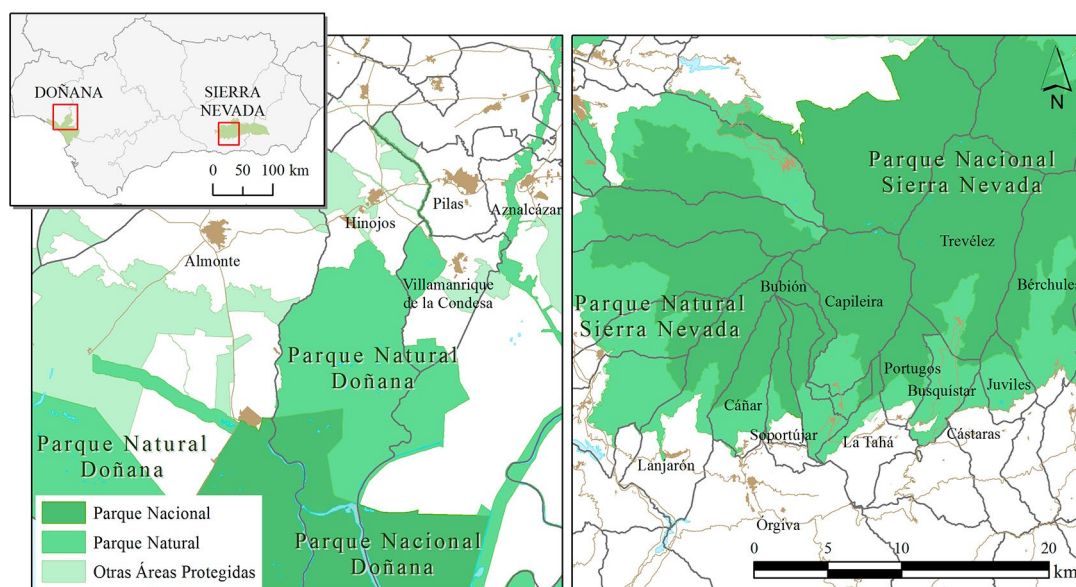 DOÑANA
SIERRA
NEVADA
0 50 100 km
Hinojos
Pilas
Aznalcázar
Almonte
Villamanrique
de la Condesa
Parque Natural
Doñana
Parque Natural
Doñana
Parque Nacional
Doñana
Parque Nacional
Parque Natural
Otras Áreas Protegidas
N
Parque Nacional
Sierra Nevada
Trevélez
Bérchules
Bubión
Capileira
Parque Natural
Sierra Nevada
Portugos
Busquístar
Juviles
Cáñar
Soportújar
La Tahá
Cástaras
Lanjarón
Orgíva
0 5 10 20
km